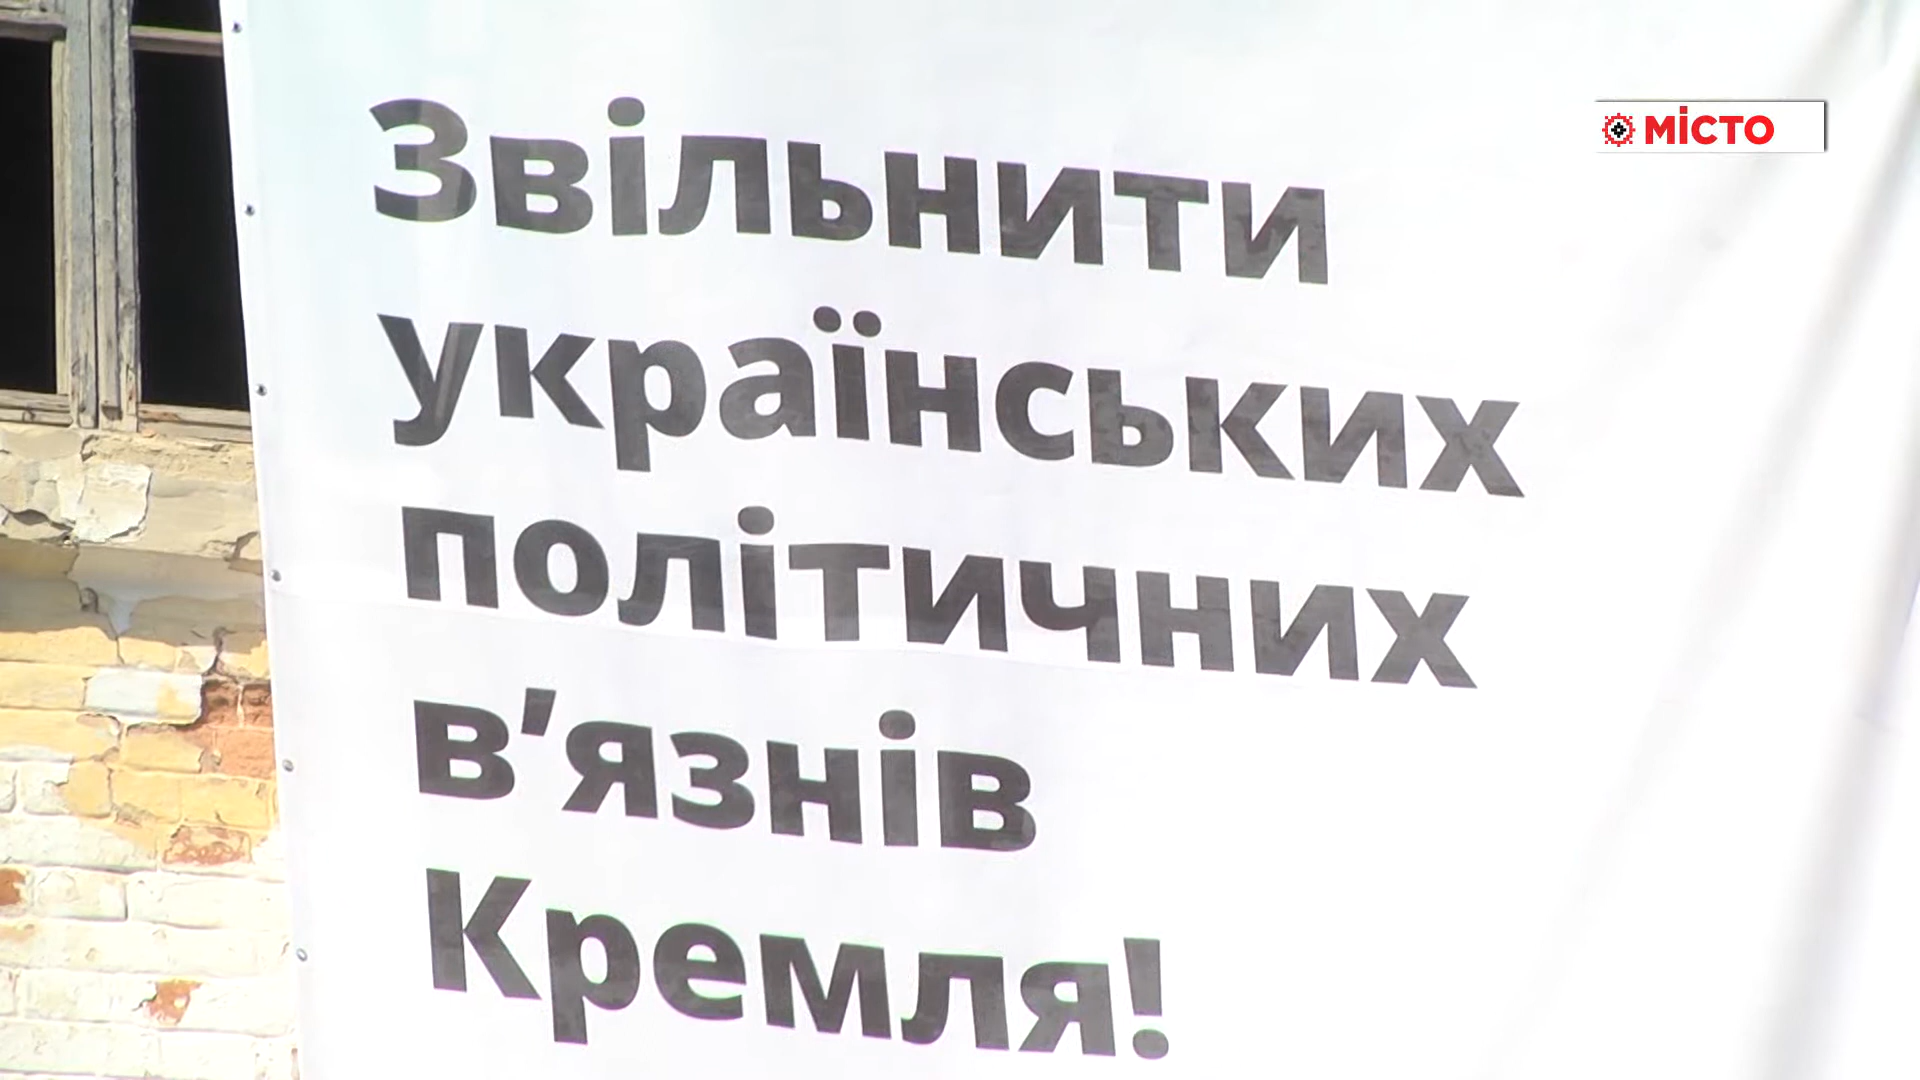 Звільнити
українських
політичних
в’язнів
Кремля!
МІСТО